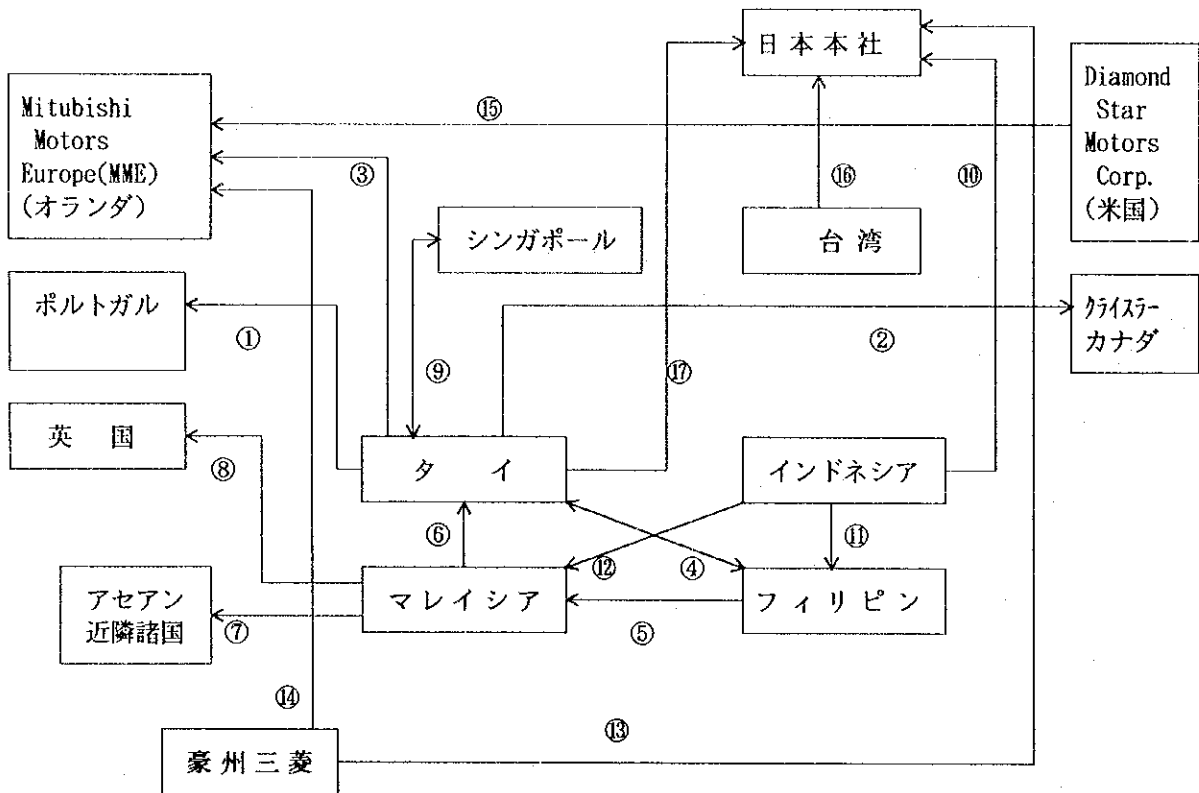 日本本社
Mitubishi
Motors
Europe(MME)
(オランダ)
Diamond
Star
Motors
Corp.
(米国)
⑮
③
⑯
⑩
シンガポール
台湾
ポルトガル
①
クライスラー
カナダ
②
⑨
⑰
英国
⑧
タイ
インドネシア
⑥
⑫
④
⑪
アセアン
近隣諸国
⑦
マレイシア
⑤
フィリピン
⑭
⑬
豪州三菱